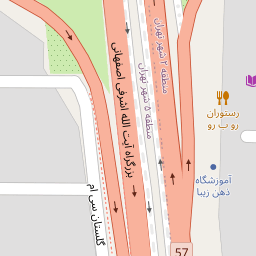 منطقه ۲ شهر تهران
منطقه ۵ شهر تهران
بزرگراه آیت الله اشرفی اصفهانی
رستوران
رو ب رو
آموزشگاه
ذهن زیبا
گلستان سی ام
57